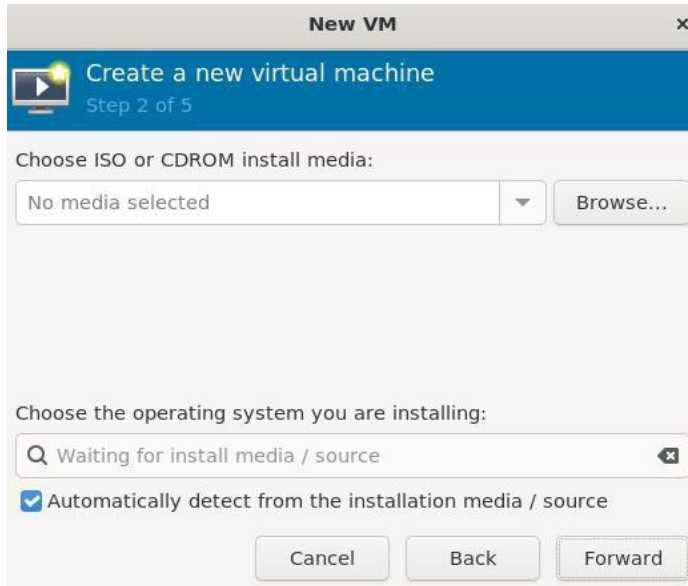 New VM
Create a new virtual machine
Step 2 of 5
Choose ISO or CDROM install media:
No media selected
Browse...
Choose the operating system you are installing:
Waiting for install media / source
Automatically detect from the installation media / source
Cancel Back Forward